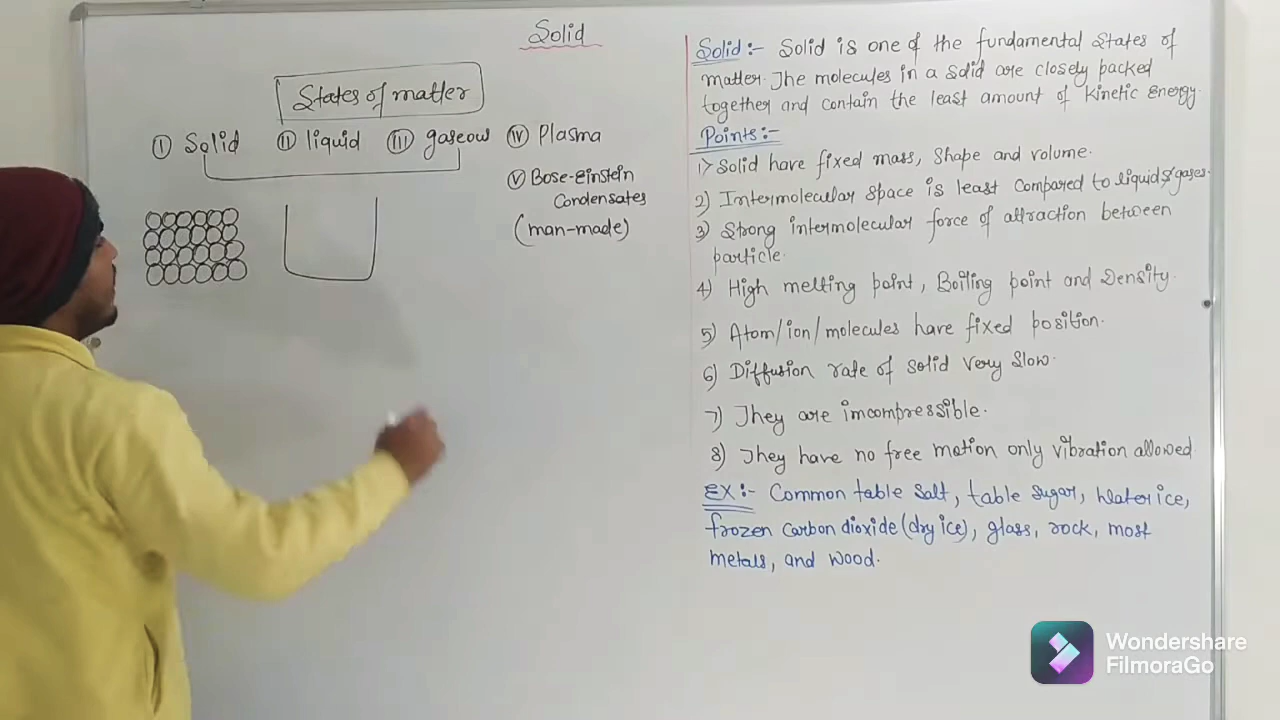 Solid
States of matter
I Solid II liquid III gaseous IV Plasma
V Bose-Einstein
Condensates
(man-made)
Solid :- Solid is one of the fundamental States of
matter. The molecules in a solid are closely packed
together and contain the least amount of Kinetic Energy.
Points :-
1) Solid have fixed mass, Shape and volume.
2) Intermolecular Space is least Compared to liquids & gases.
3) Strong intermolecular force of attraction between
particle.
4) High melting point, Boiling point and Density.
5) Atom/ion/molecules have fixed position.
6) Diffusion rate of solid very slow.
7) They are incompressible.
8) They have no free motion only vibration allowed
EX :- Common table Salt, table sugar, water ice,
frozen carbon dioxide (dry ice), glass, rock, most
metals, and wood.
Wondershare
FilmoraGo